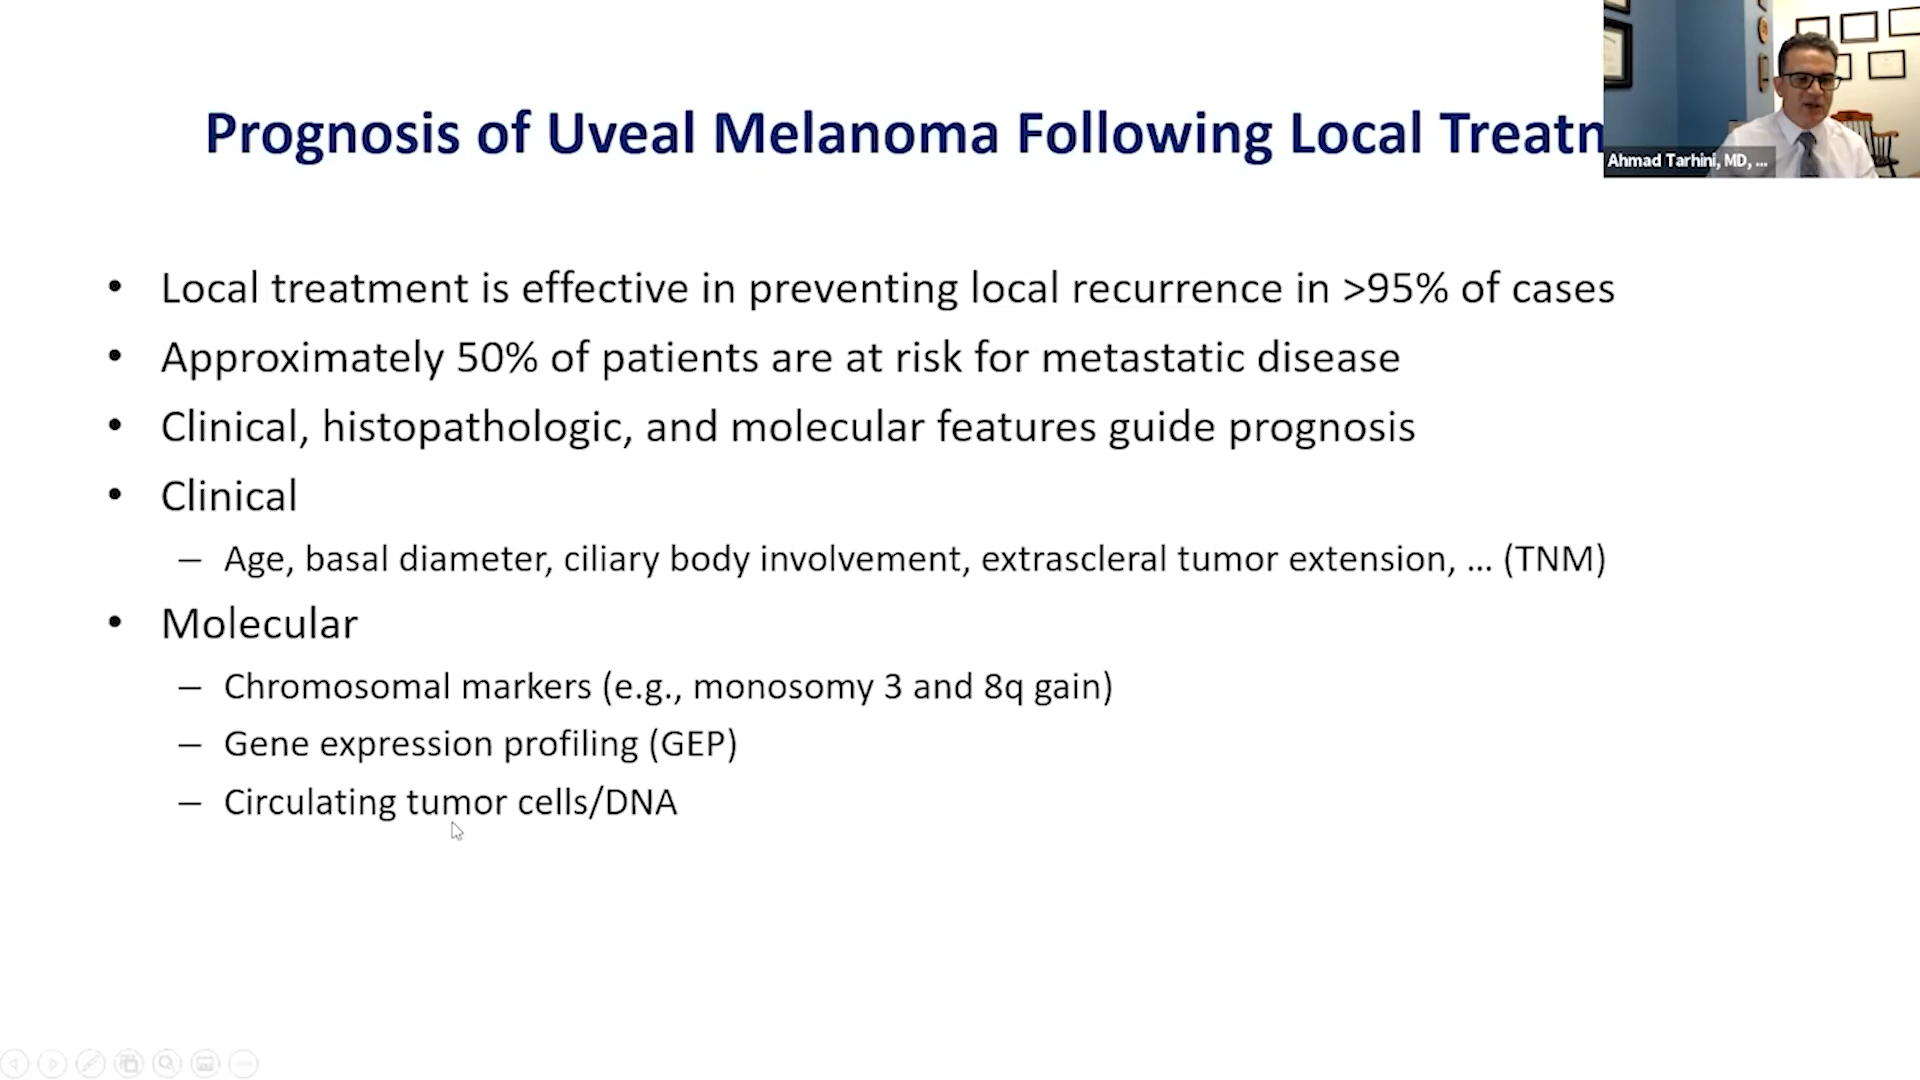 Prognosis of Uveal Melanoma Following Local Treatm
Ahmad Tarhini, MD, ...
• Local treatment is effective in preventing local recurrence in >95% of cases
• Approximately 50% of patients are at risk for metastatic disease
• Clinical, histopathologic, and molecular features guide prognosis
• Clinical
– Age, basal diameter, ciliary body involvement, extrascleral tumor extension, ... (TNM)
• Molecular
– Chromosomal markers (e.g., monosomy 3 and 8q gain)
– Gene expression profiling (GEP)
– Circulating tumor cells/DNA